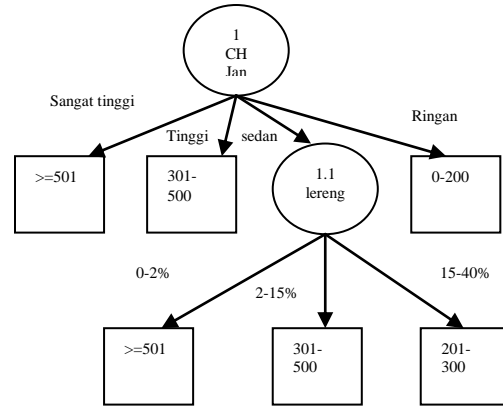 1
CH
Jan
Sangat tinggi
Tinggi
sedan
Ringan
>=501
301-
500
1.1
lereng
0-200
0-2%
2-15%
15-40%
>=501
301-
500
201-
300